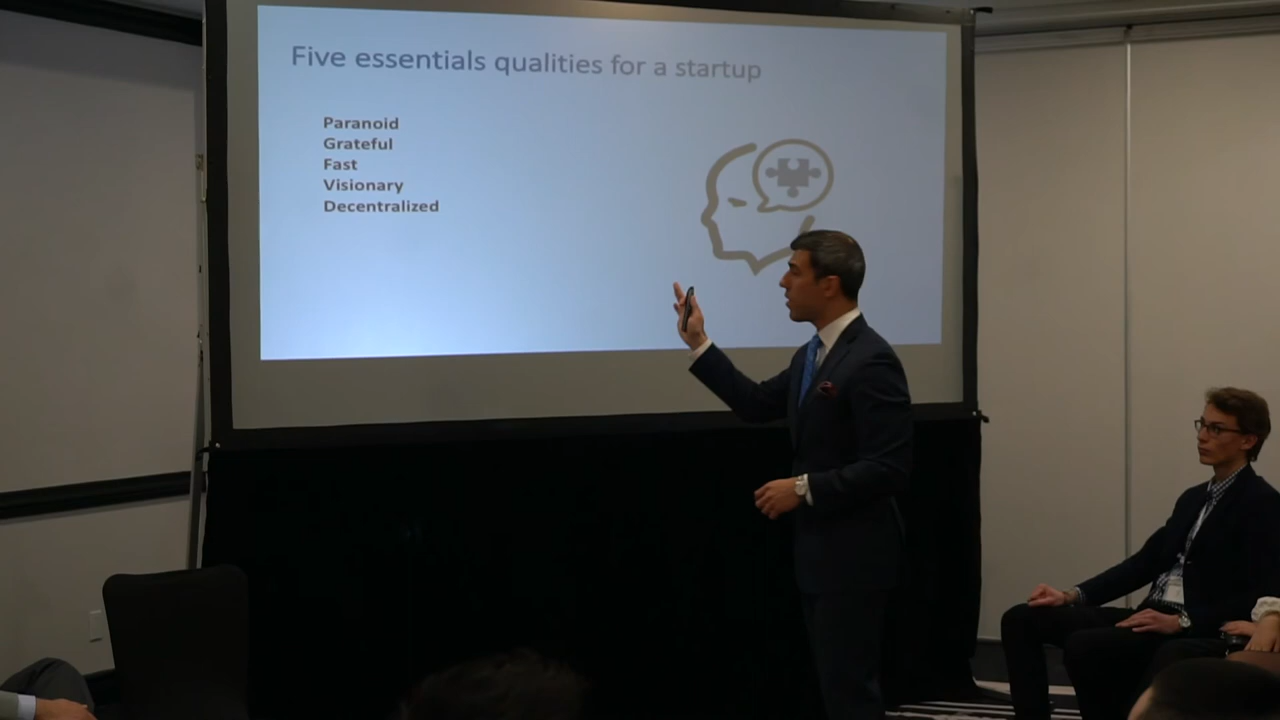 Five essentials qualities for a startup
Paranoid
Grateful
Fast
Visionary
Decentralized